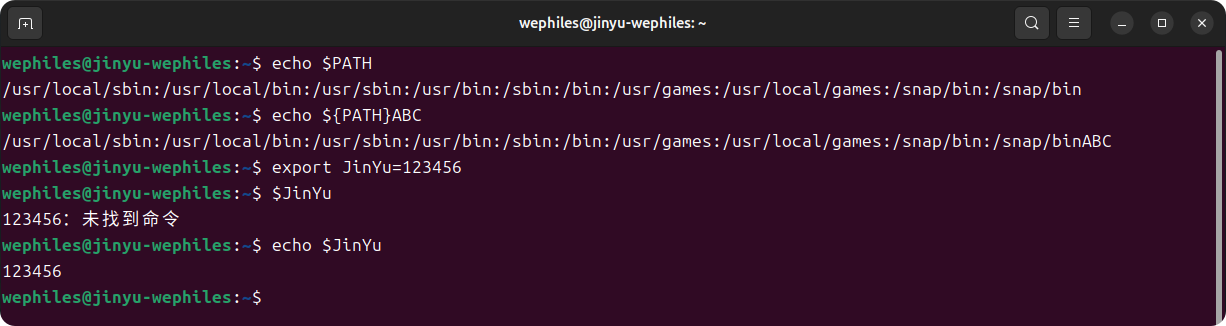 wephiles@jinyu-wephiles: ~
wephiles@jinyu-wephiles:~$ echo $PATH
/usr/local/sbin:/usr/local/bin:/usr/sbin:/usr/bin:/sbin:/bin:/usr/games:/usr/local/games:/snap/bin:/snap/bin
wephiles@jinyu-wephiles:~$ echo ${PATH}ABC
/usr/local/sbin:/usr/local/bin:/usr/sbin:/usr/bin:/sbin:/bin:/usr/games:/usr/local/games:/snap/bin:/snap/binABC
wephiles@jinyu-wephiles:~$ export JinYu=123456
wephiles@jinyu-wephiles:~$ $JinYu
123456：未找到命令
wephiles@jinyu-wephiles:~$ echo $JinYu
123456
wephiles@jinyu-wephiles:~$